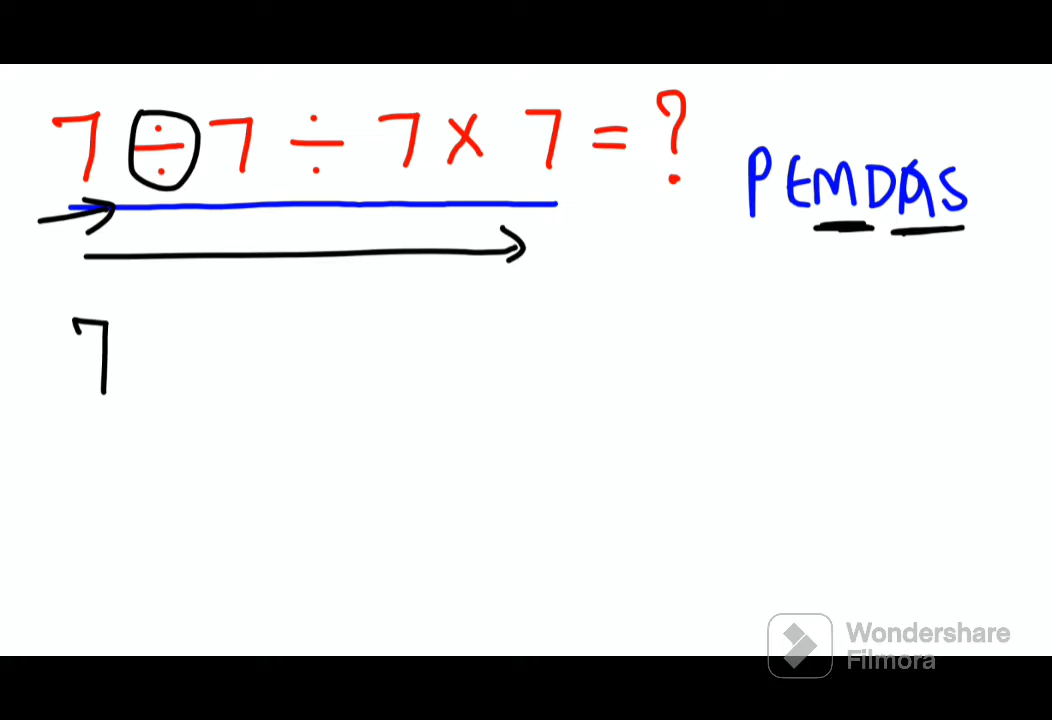 7 ÷ 7 ÷ 7 × 7 = ?
PEMDAS
7
Wondershare
Filmora